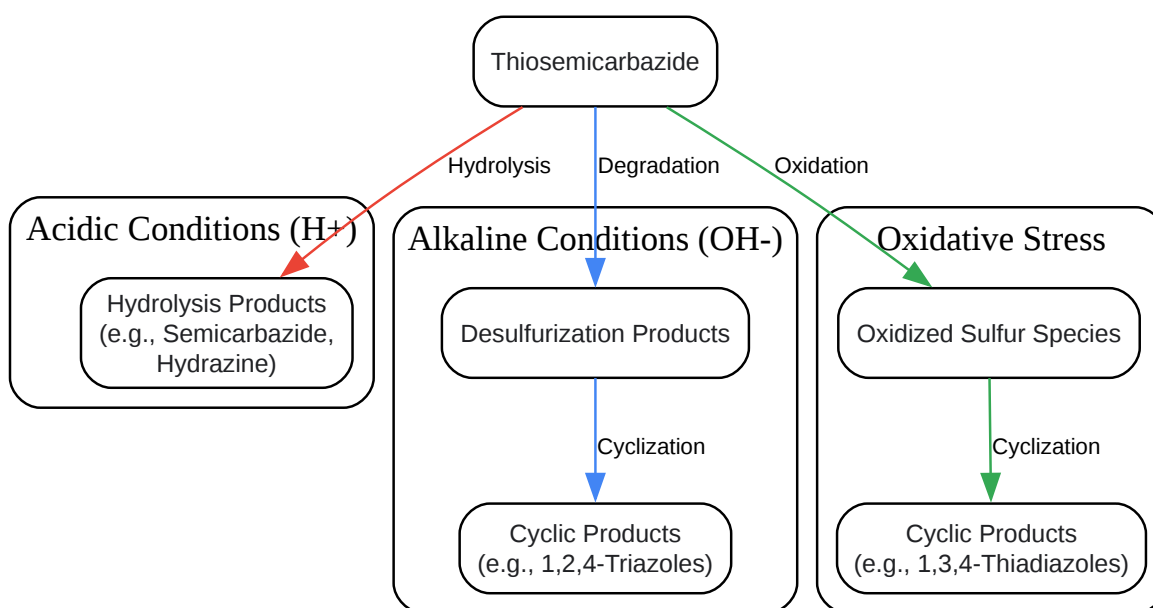 Thiosemicarbazide
Hydrolysis
Degradation
Oxidation
Acidic Conditions (H+)
Hydrolysis Products
(e.g., Semicarbazide,
Hydrazine)
Alkaline Conditions (OH-)
Desulfurization Products
Cyclization
Cyclic Products
(e.g., 1,2,4-Triazoles)
Oxidative Stress
Oxidized Sulfur Species
Cyclization
Cyclic Products
(e.g., 1,3,4-Thiadiazoles)